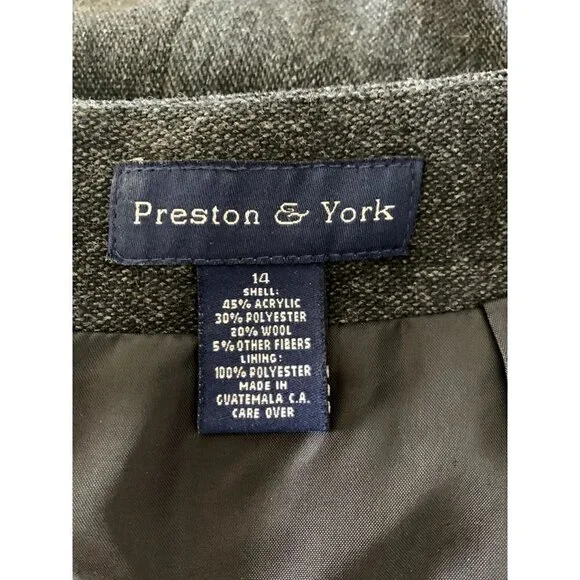 Preston & York
14
SHELL:
45% ACRYLIC
30% POLYESTER
20% WOOL
5% OTHER FIBERS
LINING:
100% POLYESTER
MADE IN
GUATEMALA C.A.
CARE OVER